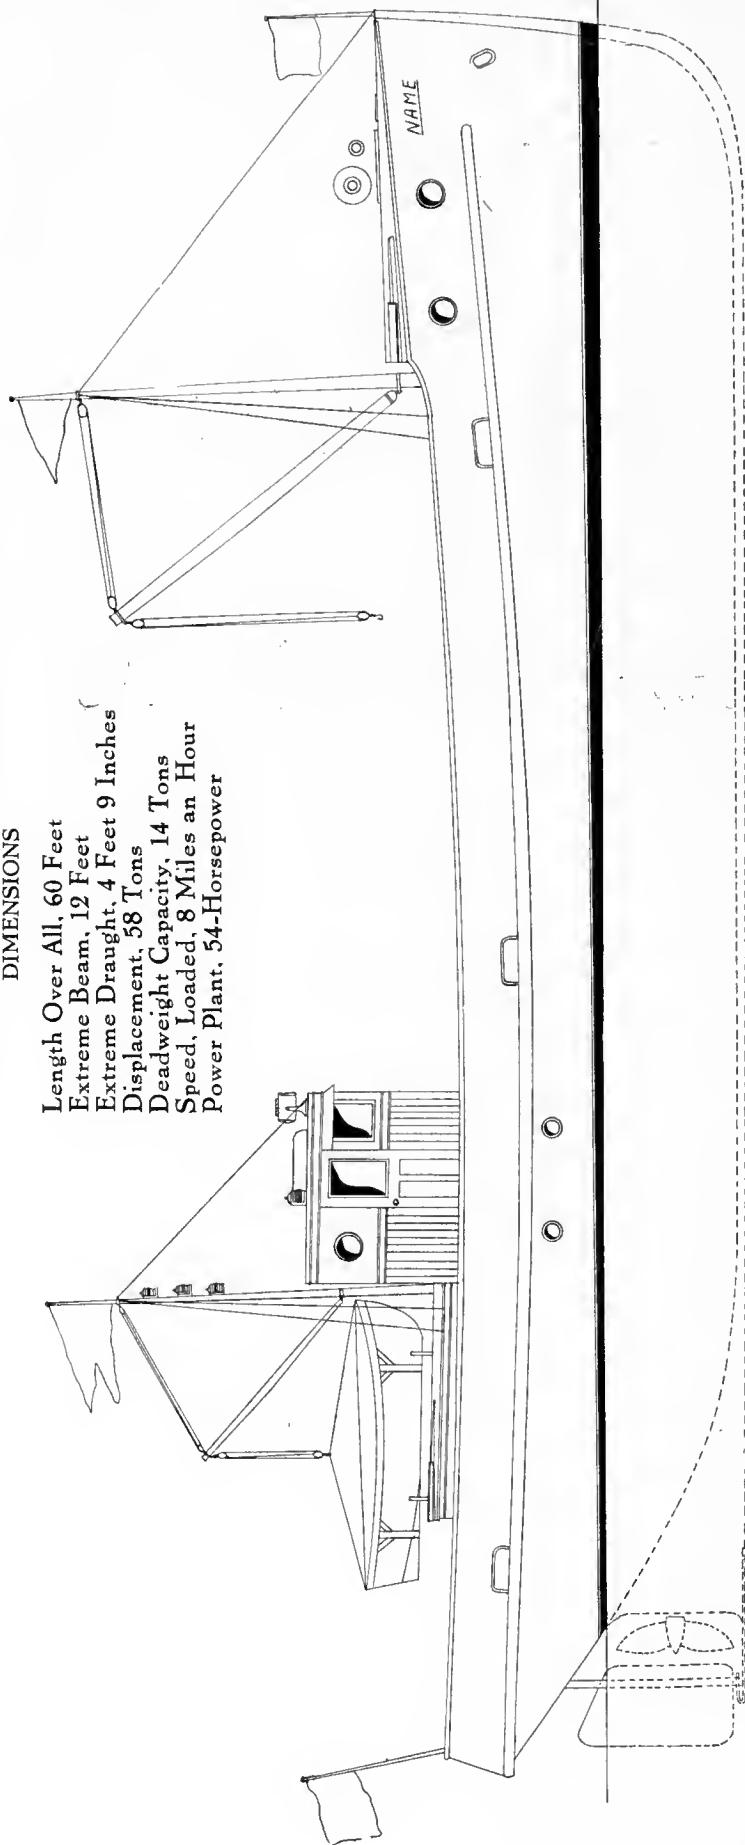 DIMENSIONS
Length Over All, 60 Feet
Extreme Beam, 12 Feet
Extreme Draught, 4 Feet 9 Inches
Displacement, 58 Tons
Deadweight Capacity, 14 Tons
Speed, Loaded, 8 Miles an Hour
Power Plant, 54-Horsepower
NAME